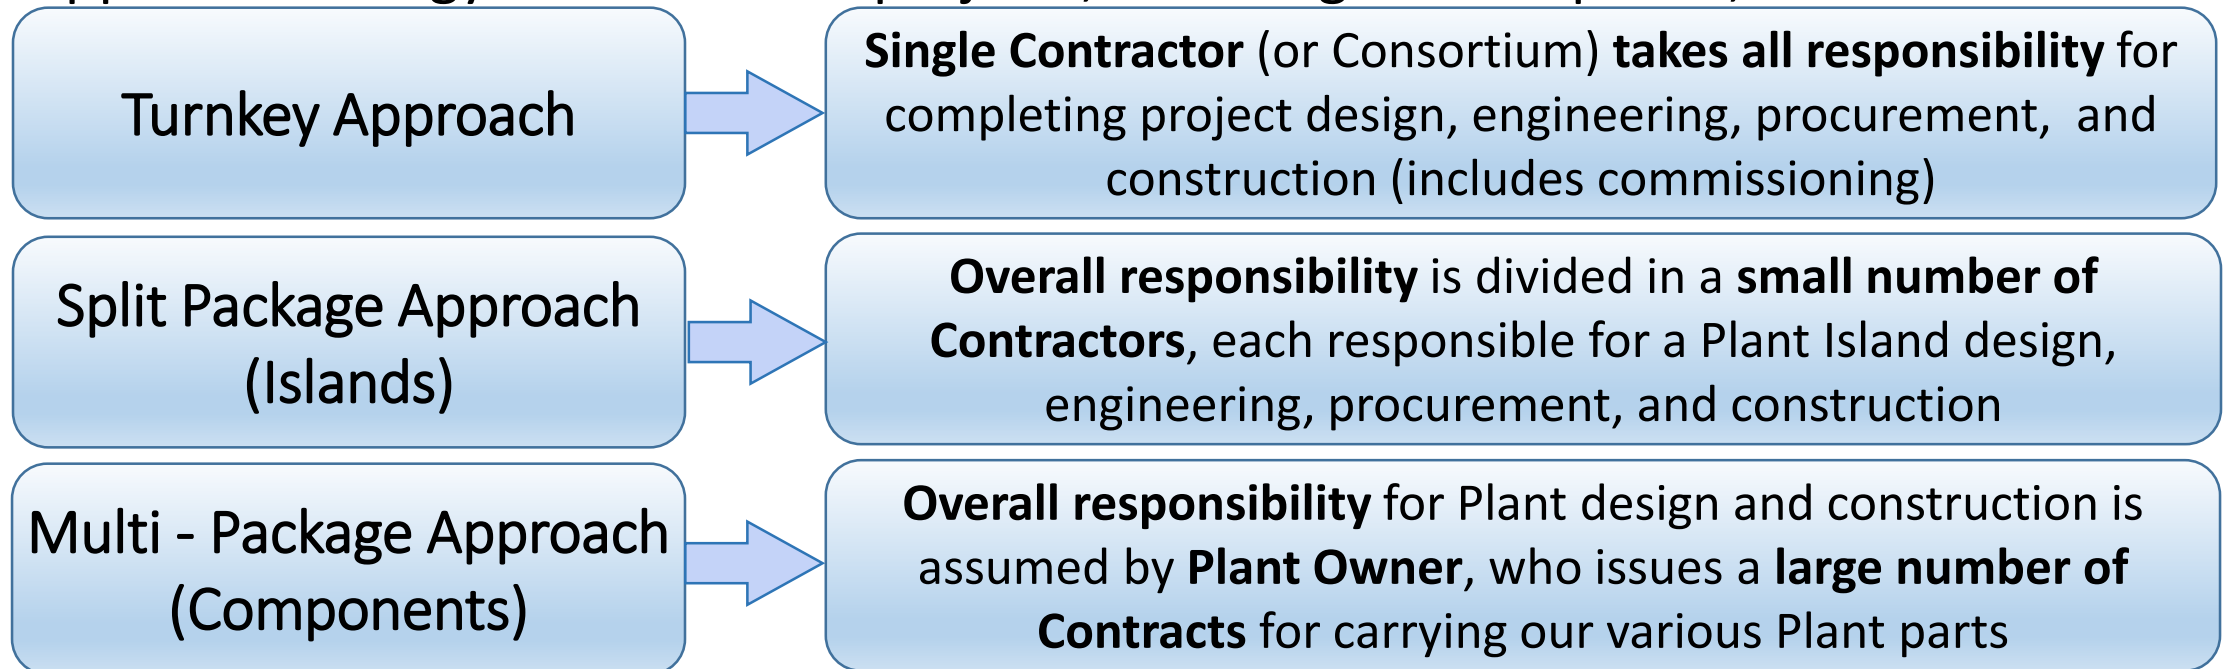 Turnkey Approach
Single Contractor (or Consortium) takes all responsibility for
completing project design, engineering, procurement, and
construction (includes commissioning)
Split Package Approach
(Islands)
Overall responsibility is divided in a small number of
Contractors, each responsible for a Plant Island design,
engineering, procurement, and construction
Multi - Package Approach
(Components)
Overall responsibility for Plant design and construction is
assumed by Plant Owner, who issues a large number of
Contracts for carrying our various Plant parts